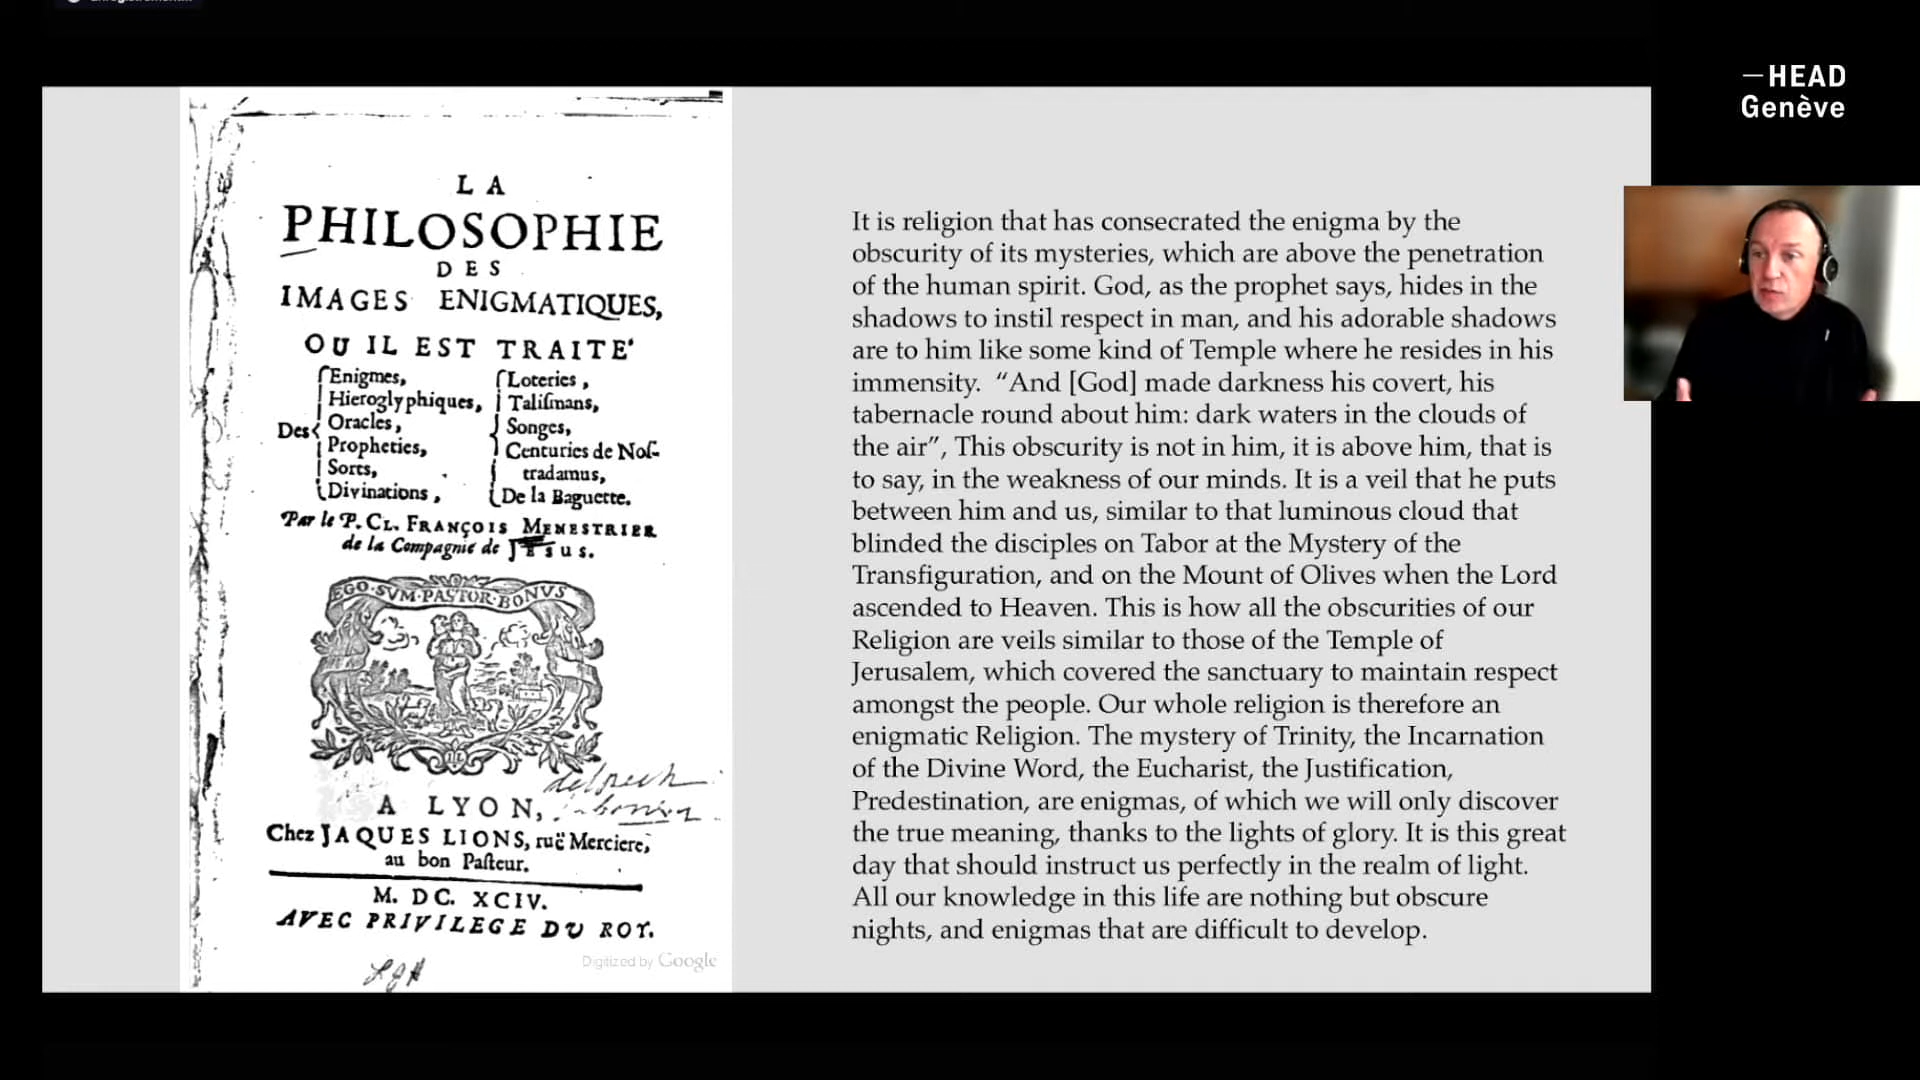 —HEAD
Genève
LA
PHILOSOPHIE
DES
IMAGES ENIGMATIQUES,
OU IL EST TRAITE'
Des
Enigmes,
Hieroglyphiques,
Oracles,
Propheties,
Sorts,
Divinations,
Loteries,
Taliſmans,
Songes,
Centuries de Noſ-
tradamus,
De la Baguette.
Par le P. CL. FRANÇOIS MENESTRIER
de la Compagnie de JESUS.
EGO·SVM·PASTOR·BONVS
A LYON,
Chez JAQUES LIONS, ruë Merciere,
au bon Paſteur.
M. DC. XCIV.
AVEC PRIVILEGE DU ROY.
Digitized by Google
It is religion that has consecrated the enigma by the
obscurity of its mysteries, which are above the penetration
of the human spirit. God, as the prophet says, hides in the
shadows to instil respect in man, and his adorable shadows
are to him like some kind of Temple where he resides in his
immensity. “And [God] made darkness his covert, his
tabernacle round about him: dark waters in the clouds of
the air”, This obscurity is not in him, it is above him, that is
to say, in the weakness of our minds. It is a veil that he puts
between him and us, similar to that luminous cloud that
blinded the disciples on Tabor at the Mystery of the
Transfiguration, and on the Mount of Olives when the Lord
ascended to Heaven. This is how all the obscurities of our
Religion are veils similar to those of the Temple of
Jerusalem, which covered the sanctuary to maintain respect
amongst the people. Our whole religion is therefore an
enigmatic Religion. The mystery of Trinity, the Incarnation
of the Divine Word, the Eucharist, the Justification,
Predestination, are enigmas, of which we will only discover
the true meaning, thanks to the lights of glory. It is this great
day that should instruct us perfectly in the realm of light.
All our knowledge in this life are nothing but obscure
nights, and enigmas that are difficult to develop.